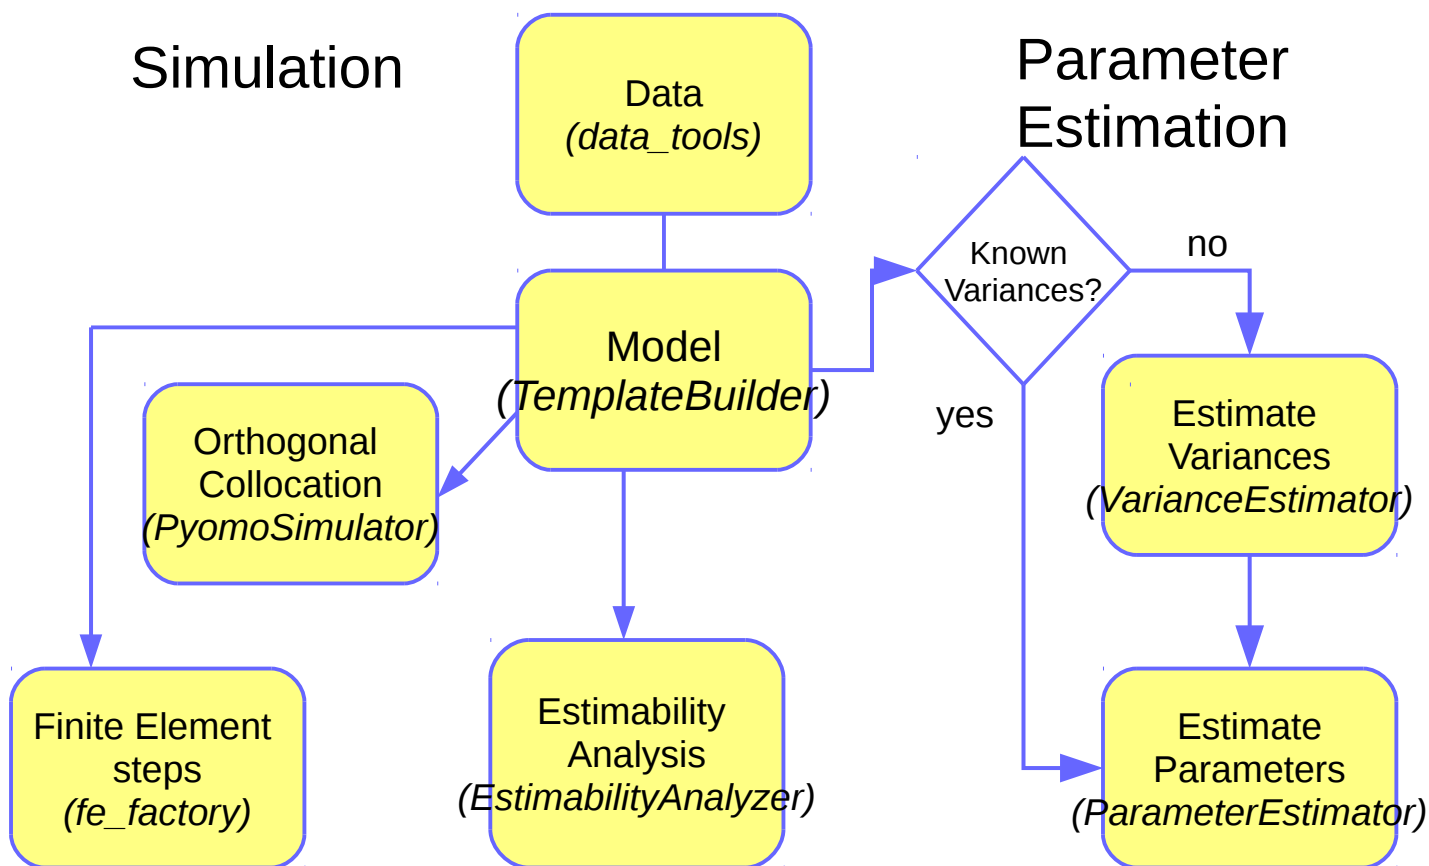 Simulation
Data
(data_tools)
Parameter
Estimation
Known
Variances?
no
yes
Model
(TemplateBuilder)
Orthogonal
Collocation
(PyomoSimulator)
Estimate
Variances
(VarianceEstimator)
Finite Element
steps
(fe_factory)
Estimability
Analysis
(EstimabilityAnalyzer)
Estimate
Parameters
(ParameterEstimator)